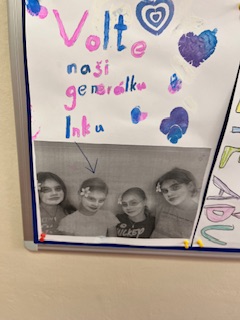 Volte
naši
generálku
Inku